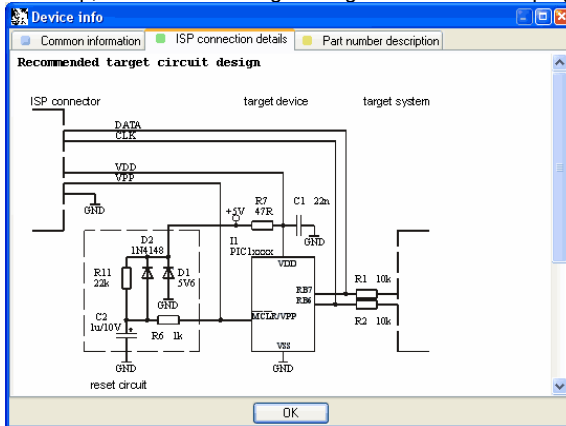 Device info
Common information
ISP connection details
Part number description
Recommended target circuit design
ISP connector
target device
target system
DATA
CLK
VDD
VPP
GND
+5V
R7
47R
C1 22n
GND
D2
1N4148
I1
PIC1xxxx
VDD
R11
22k
D1
5V6
GND
RB7
RB6
R1 10k
R2 10k
C2
1u/10V
+
R6 1k
MCLR/VPP
VSS
GND
GND
reset circuit
OK